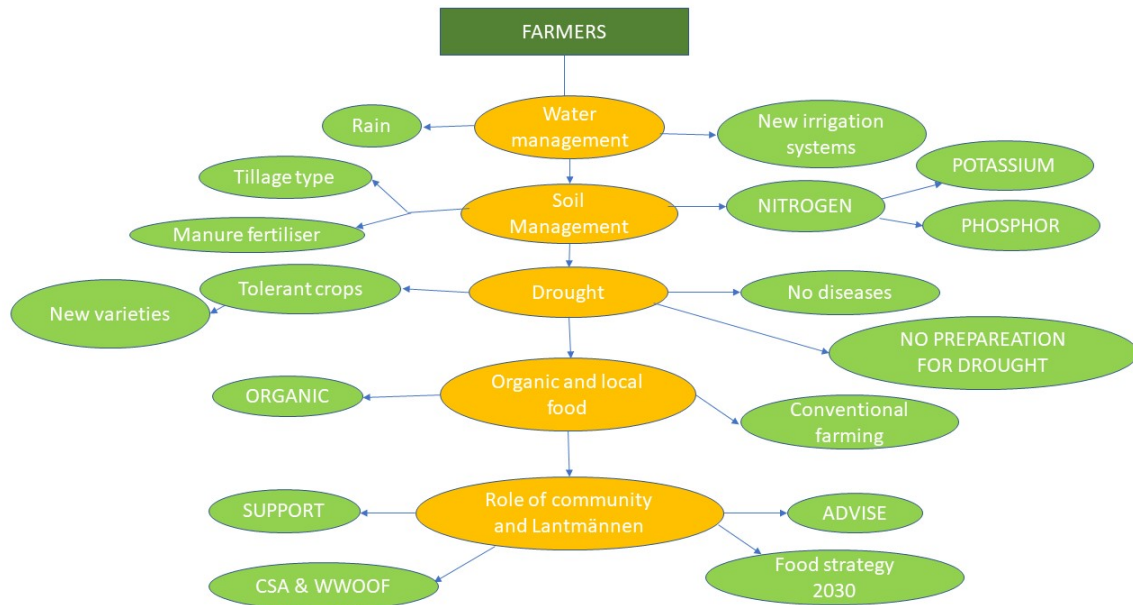 FARMERS
Rain
Water
management
New irrigation
systems
POTASSIUM
Tillage type
Soil
Management
NITROGEN
Manure fertiliser
PHOSPHOR
Tolerant crops
Drought
No diseases
New varieties
NO PREPAREATION
FOR DROUGHT
ORGANIC
Organic and local
food
Conventional
farming
SUPPORT
Role of community
and Lantmännen
ADVISE
CSA & WWOOF
Food strategy
2030